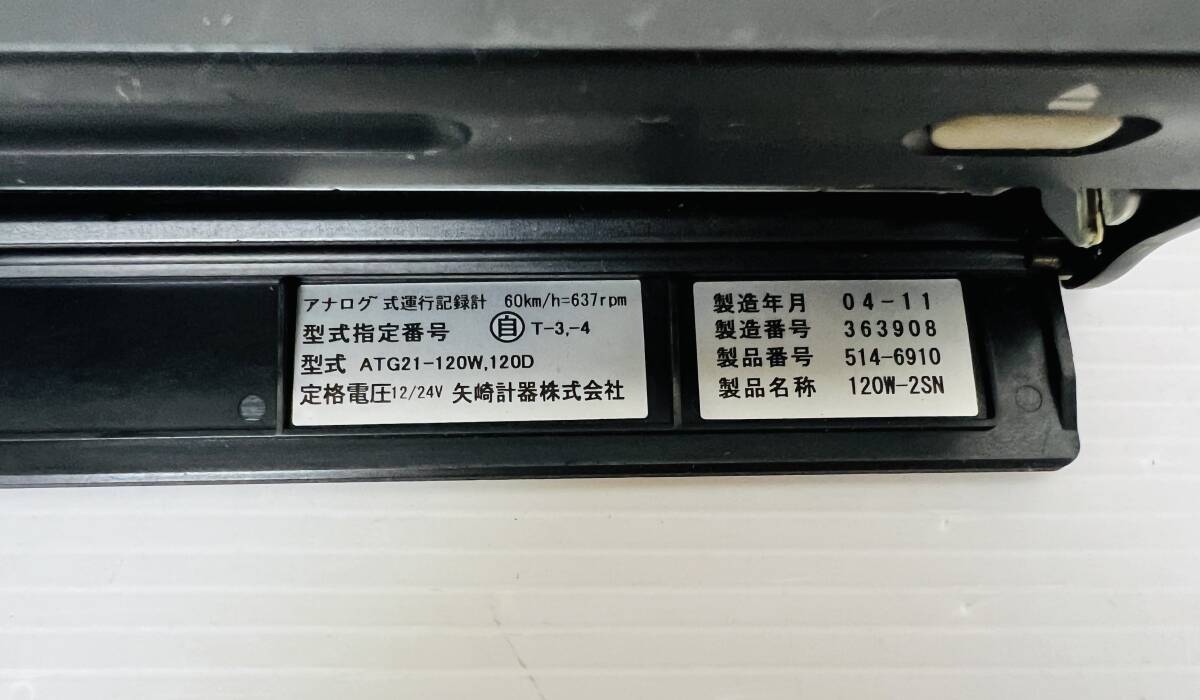 アナログ式運行記録計 60km/h=637rpm
型式指定番号 自 T-3,-4
型式 ATG21-120W,120D
定格電圧12/24V 矢崎計器株式会社
製造年月 04-11
製造番号 363908
製品番号 514-6910
製品名称 120W-2SN